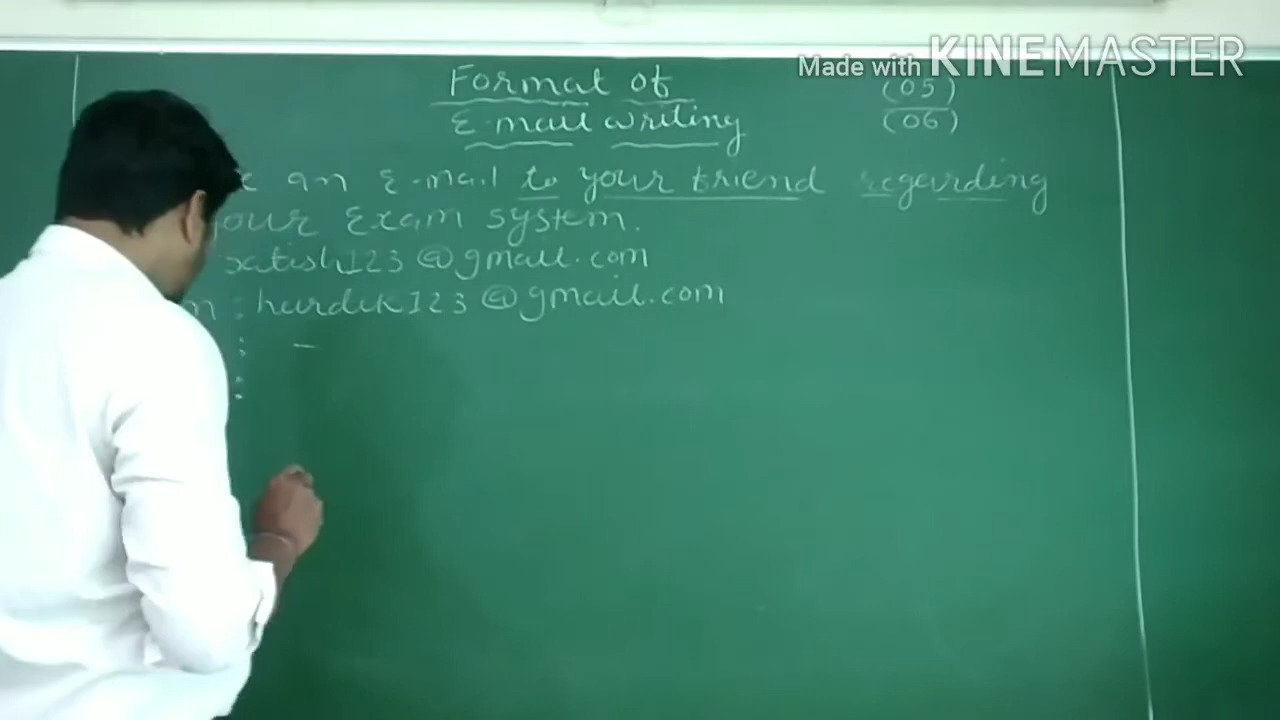 Made with KINEMASTER
Format of
E-mail writing
(05)
(06)
an E-mail to your friend regarding
your Exam system.
satish123@gmail.com
: hardik123@gmail.com
: —
: